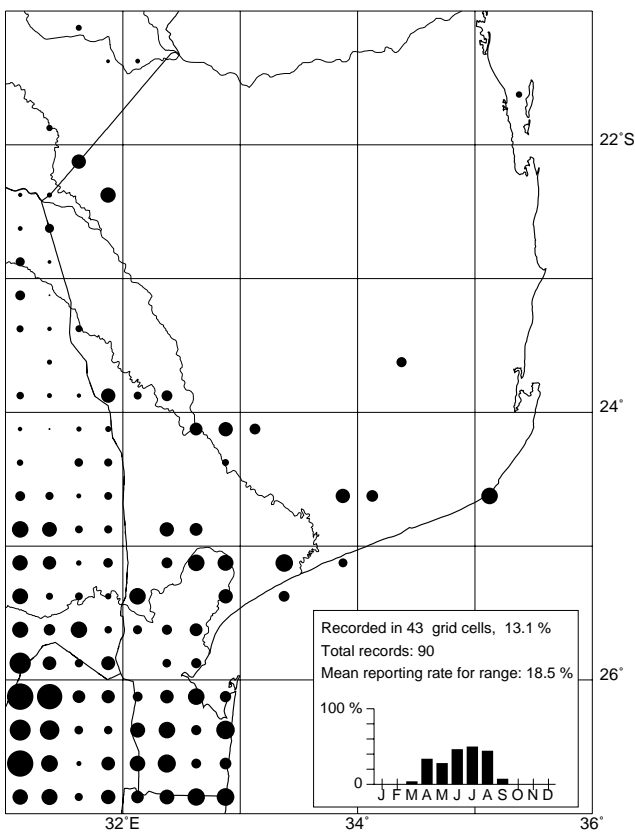 22˚S
24˚
Recorded in 43 grid cells, 13.1 %
Total records: 90
Mean reporting rate for range: 18.5 %
26˚
100 %
0
J F M A M J J A S O N D
32˚E
34˚
36˚